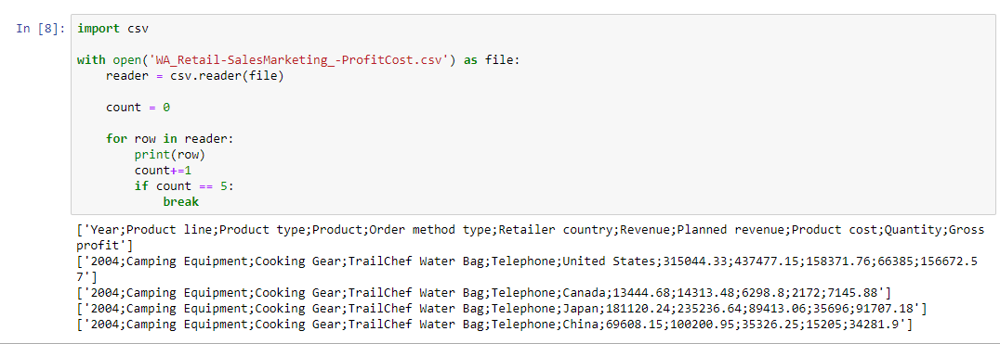 In [8]: import csv
with open('WA_Retail-SalesMarketing_-ProfitCost.csv') as file:
    reader = csv.reader(file)
    count = 0
    for row in reader:
        print(row)
        count+=1
        if count == 5:
            break
['Year;Product line;Product type;Product;Order method type;Retailer country;Revenue;Planned revenue;Product cost;Quantity;Gross
profit']
['2004;Camping Equipment;Cooking Gear;TrailChef Water Bag;Telephone;United States;315044.33;437477.15;158371.76;66385;156672.5
7']
['2004;Camping Equipment;Cooking Gear;TrailChef Water Bag;Telephone;Canada;13444.68;14313.48;6298.8;2172;7145.88']
['2004;Camping Equipment;Cooking Gear;TrailChef Water Bag;Telephone;Japan;181120.24;235236.64;89413.06;35696;91707.18']
['2004;Camping Equipment;Cooking Gear;TrailChef Water Bag;Telephone;China;69608.15;100200.95;35326.25;15205;34281.9']